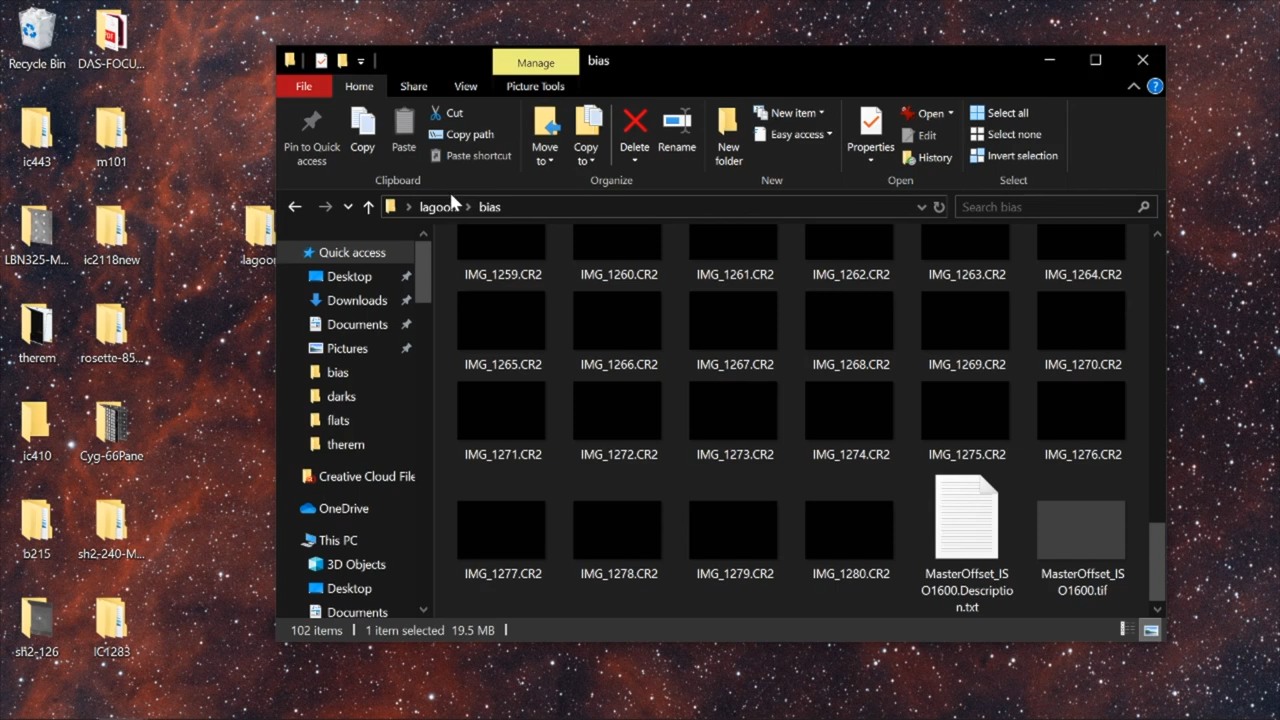 Recycle Bin
DAS-FOCU...
ic443
m101
LBN325-M...
ic2118new
lagoon
therem
rosette-85...
ic410
Cyg-66Pane
b215
sh2-240-M...
sh2-126
IC1283
Manage
bias
File
Home
Share
View
Picture Tools
Pin to Quick
access
Copy
Paste
Cut
Copy path
Paste shortcut
Clipboard
Move
to
Copy
to
Delete
Rename
Organize
New
folder
New item
Easy access
New
Properties
Open
Edit
History
Open
Select all
Select none
Invert selection
Select
lagoon > bias
Search bias
Quick access
Desktop
Downloads
Documents
Pictures
bias
darks
flats
therem
Creative Cloud File
OneDrive
This PC
3D Objects
Desktop
Documents
IMG_1259.CR2 IMG_1260.CR2 IMG_1261.CR2 IMG_1262.CR2 IMG_1263.CR2 IMG_1264.CR2
IMG_1265.CR2 IMG_1266.CR2 IMG_1267.CR2 IMG_1268.CR2 IMG_1269.CR2 IMG_1270.CR2
IMG_1271.CR2 IMG_1272.CR2 IMG_1273.CR2 IMG_1274.CR2 IMG_1275.CR2 IMG_1276.CR2
IMG_1277.CR2 IMG_1278.CR2 IMG_1279.CR2 IMG_1280.CR2
MasterOffset_IS
O1600.Descriptio
n.txt
MasterOffset_IS
O1600.tif
102 items 1 item selected 19.5 MB